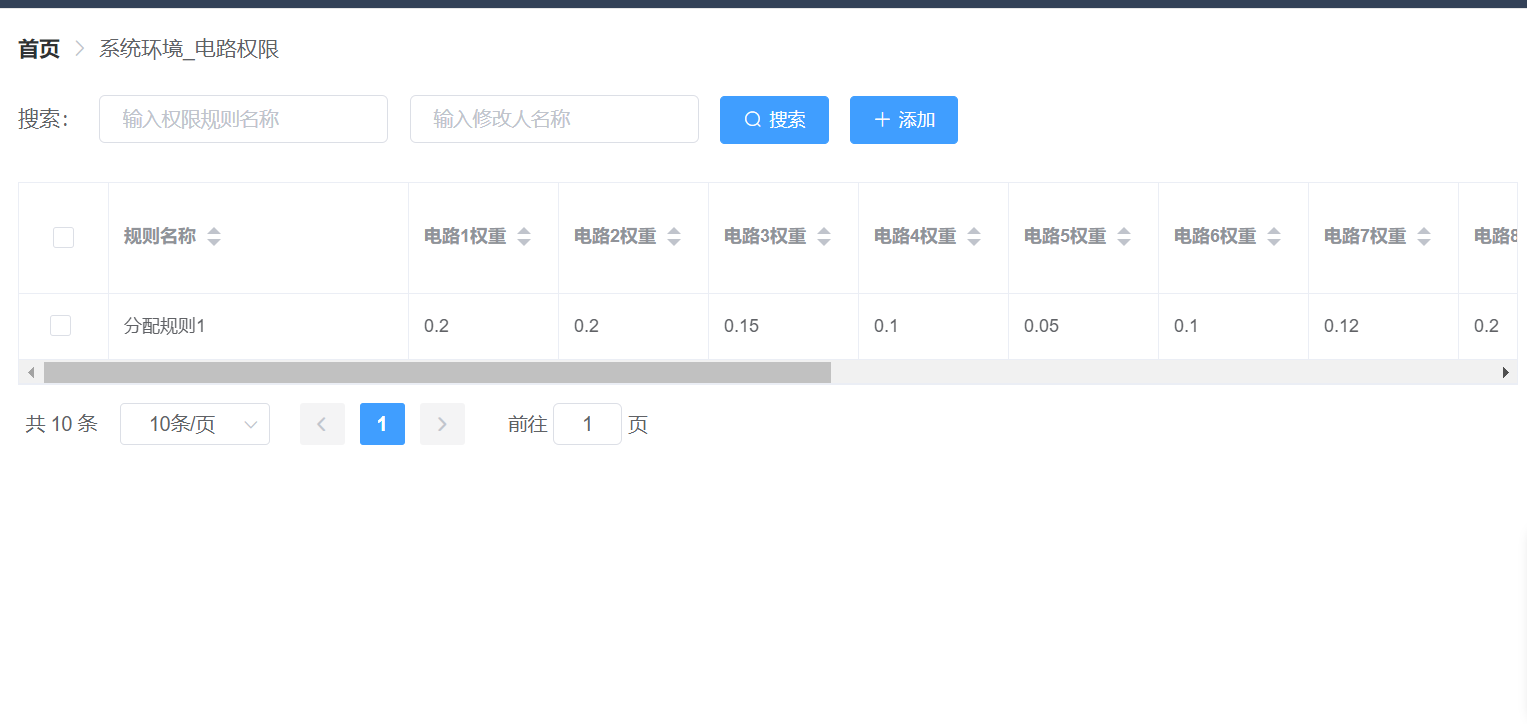 首页 > 系统环境_电路权限
搜索： 输入权限规则名称 输入修改人名称 搜索 添加
规则名称 电路1权重 电路2权重 电路3权重 电路4权重 电路5权重 电路6权重 电路7权重 电路8
分配规则1 0.2 0.2 0.15 0.1 0.05 0.1 0.12 0.2
共 10 条 10条/页 1 前往 1 页